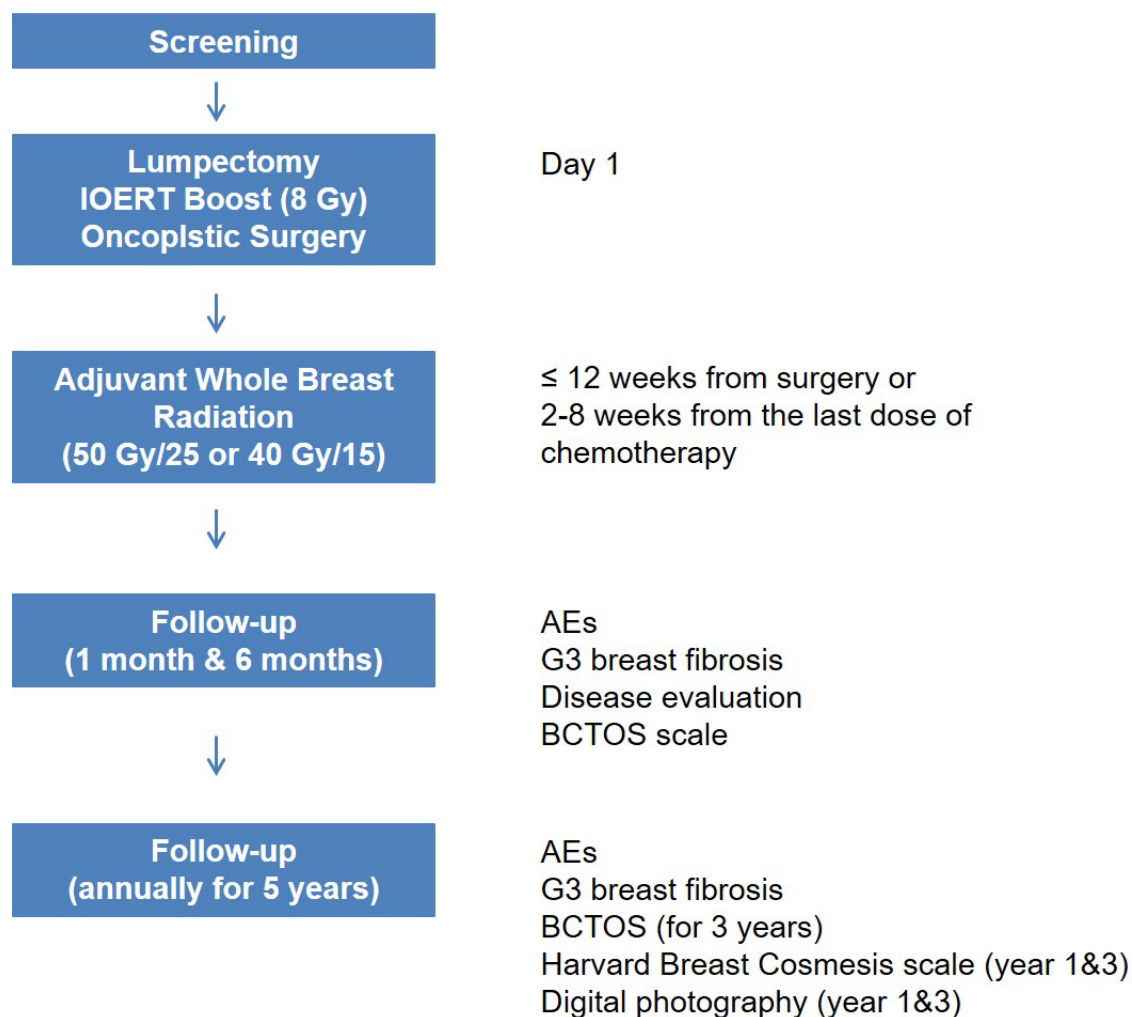 Screening
Lumpectomy
IOERT Boost (8 Gy)
Oncoplstic Surgery
Day 1
Adjuvant Whole Breast
Radiation
(50 Gy/25 or 40 Gy/15)
≤ 12 weeks from surgery or
2-8 weeks from the last dose of
chemotherapy
Follow-up
(1 month & 6 months)
AEs
G3 breast fibrosis
Disease evaluation
BCTOS scale
Follow-up
(annually for 5 years)
AEs
G3 breast fibrosis
BCTOS (for 3 years)
Harvard Breast Cosmesis scale (year 1&3)
Digital photography (year 1&3)